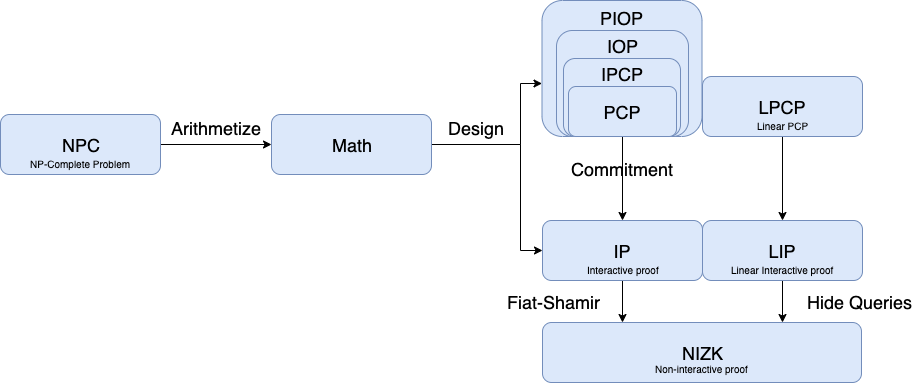 PIOP
IOP
IPCP
PCP
LPCP
Linear PCP
NPC
NP-Complete Problem
Arithmetize
Math
Design
Commitment
IP
Interactive proof
LIP
Linear Interactive proof
Fiat-Shamir
Hide Queries
NIZK
Non-interactive proof